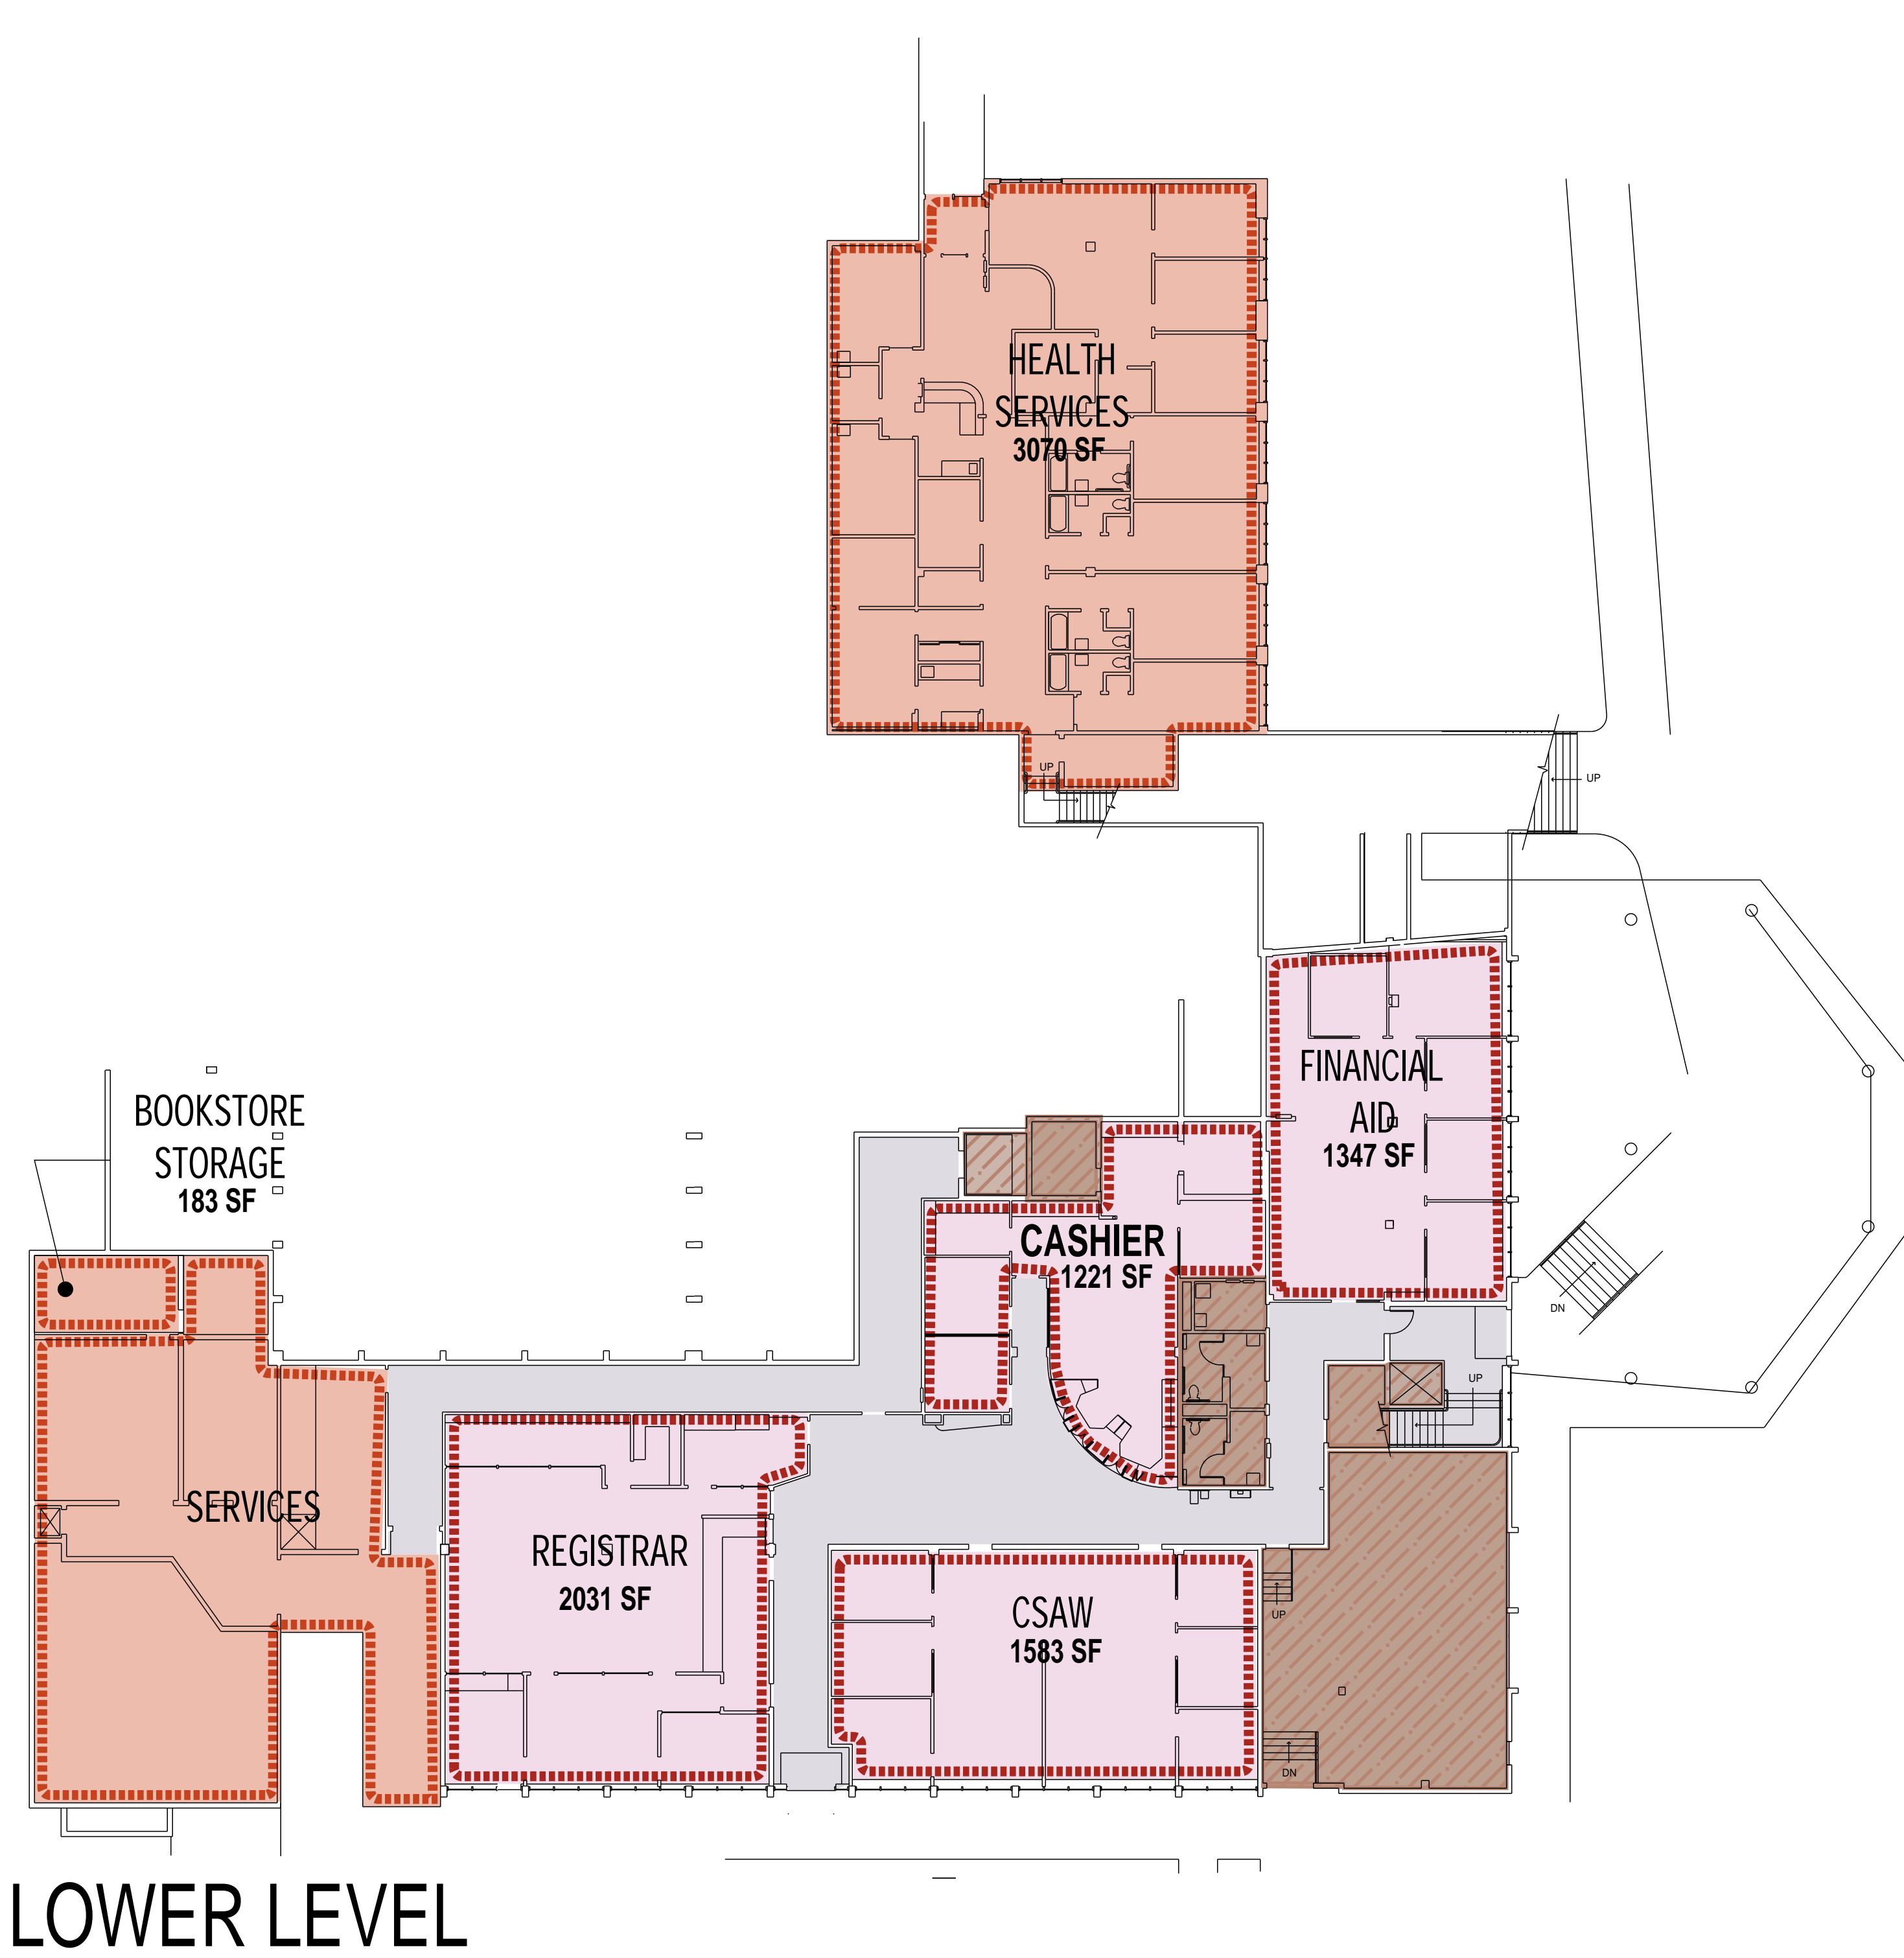 HEALTH
SERVICES
3070 SF
UP
UP
FINANCIAL
AID
1347 SF
BOOKSTORE
STORAGE
183 SF
CASHIER
1221 SF
DN
UP
SERVICES
REGISTRAR
2031 SF
CSAW
1583 SF
UP
DN
LOWER LEVEL